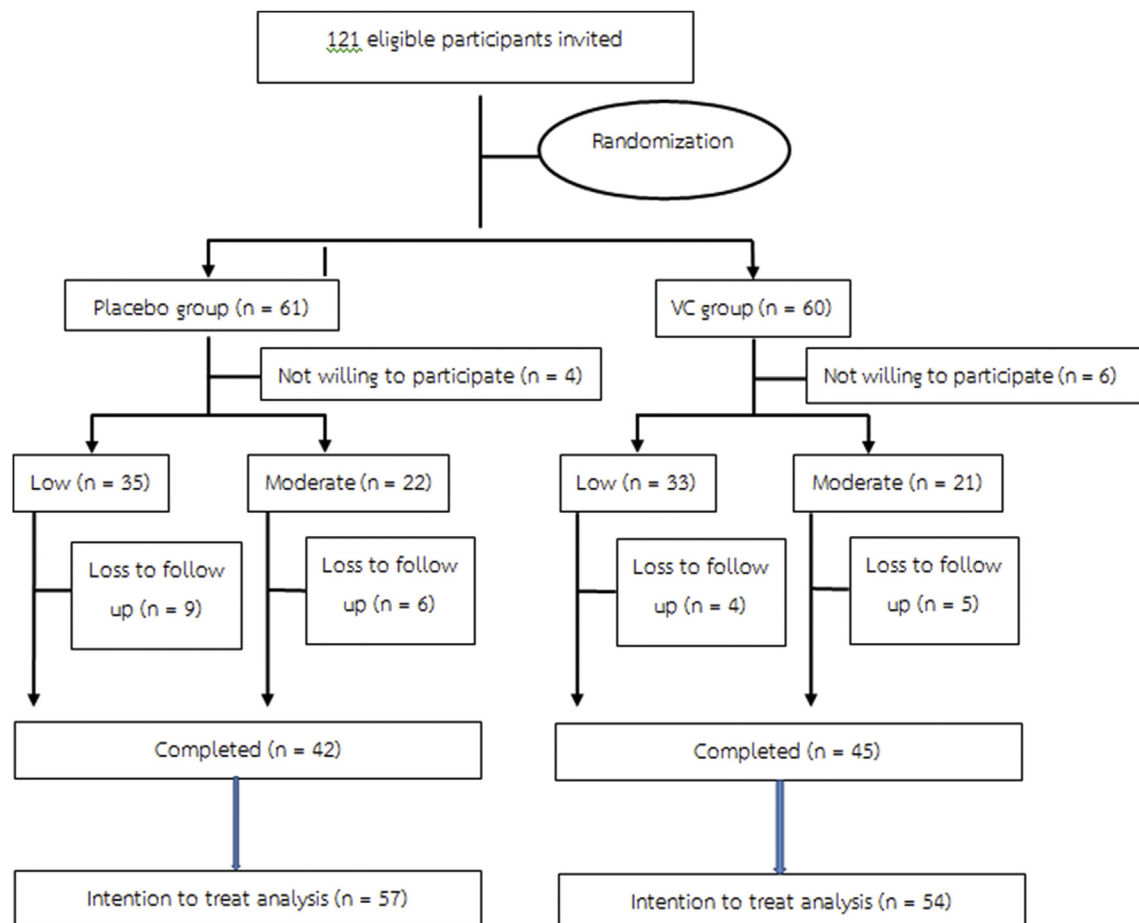 121 eligible participants invited
Randomization
Placebo group (n = 61)
VC group (n = 60)
Not willing to participate (n = 4)
Not willing to participate (n = 6)
Low (n = 35)
Moderate (n = 22)
Low (n = 33)
Moderate (n = 21)
Loss to follow
up (n = 9)
Loss to follow
up (n = 6)
Loss to follow
up (n = 4)
Loss to follow
up (n = 5)
Completed (n = 42)
Completed (n = 45)
Intention to treat analysis (n = 57)
Intention to treat analysis (n = 54)